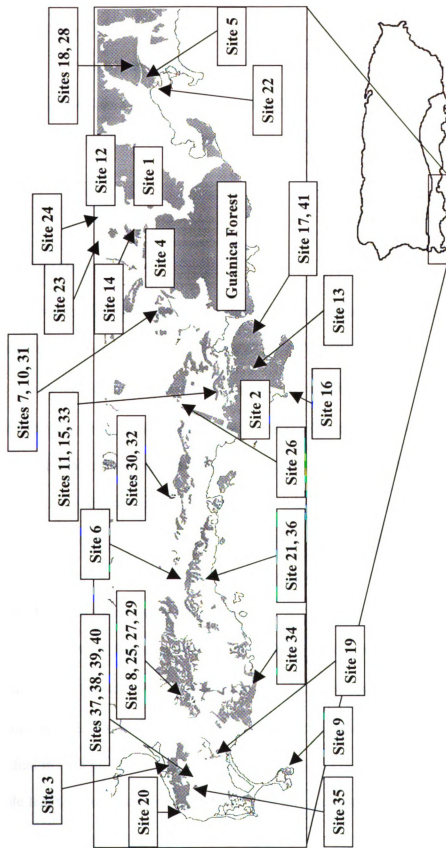 Site 3
Site 20
Sites 37, 38, 39, 40
Site 8, 25, 27, 29
Site 6
Sites 30, 32
Sites 11, 15, 33
Sites 7, 10, 31
Site 23
Site 24
Site 14
Site 12
Site 4
Site 1
Sites 18, 28
Site 5
Site 22
Guánica Forest
Site 2
Site 17, 41
Site 13
Site 16
Site 26
Site 21, 36
Site 34
Site 19
Site 9
Site 35